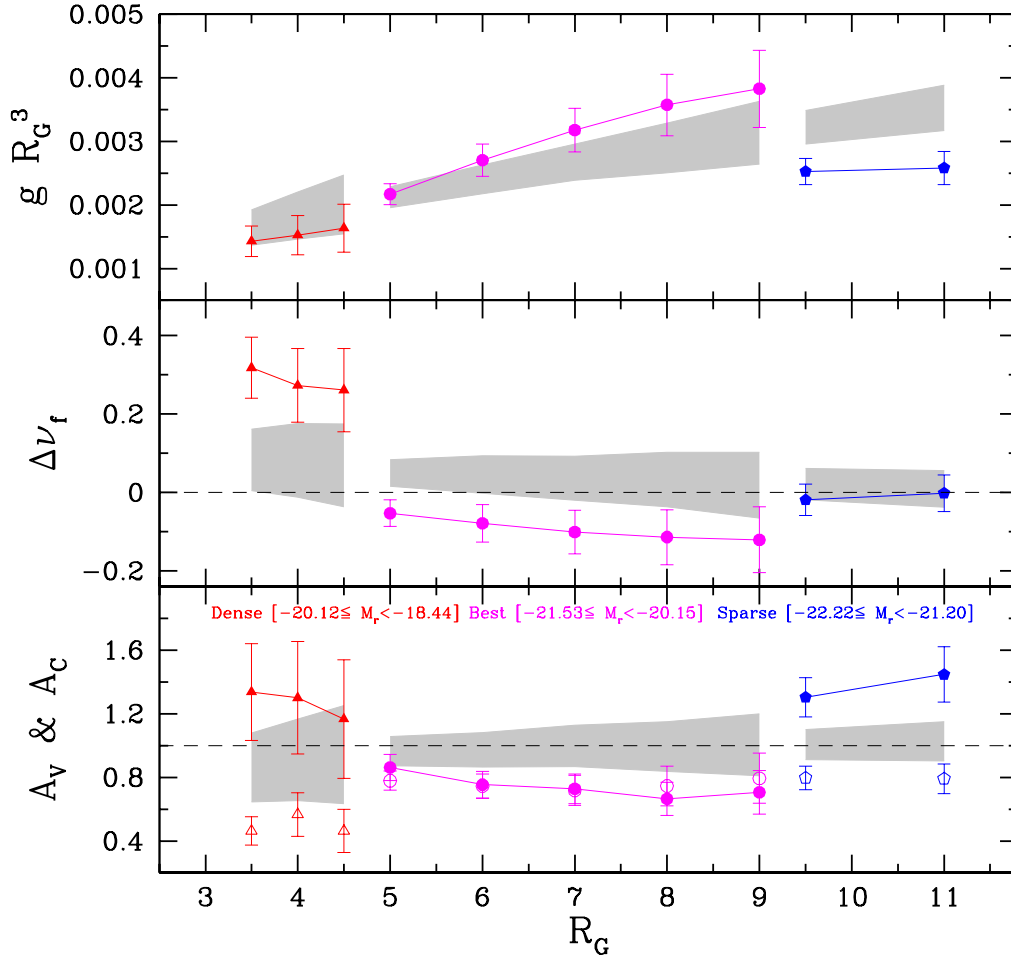 0.005
0.004
0.003
0.002
0.001
g R_G^3
0.4
0.2
0
−0.2
Δν_f
Dense [−20.12≤ M_r<−18.44] Best [−21.53≤ M_r<−20.15] Sparse [−22.22≤ M_r<−21.20]
1.6
1.2
0.8
0.4
A_V & A_C
3 4 5 6 7 8 9 10 11
R_G